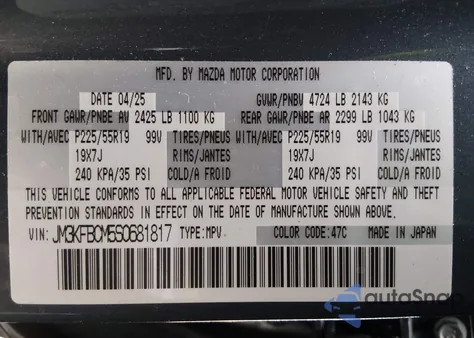 MFD. BY MAZDA MOTOR CORPORATION
DATE 04/25 GVWR/PNBV 4724 LB 2143 KG
FRONT GAWR/PNBE AV 2425 LB 1100 KG REAR GAWR/PNBE AR 2299 LB 1043 KG
WITH/AVEC P225/55R19 99V TIRES/PNEUS WITH/AVEC P225/55R19 99V TIRES/PNEUS
19X7J RIMS/JANTES 19X7J RIMS/JANTES
240 KPA/35 PSI COLD/A FROID 240 KPA/35 PSI COLD/A FROID
THIS VEHICLE CONFORMS TO ALL APPLICABLE FEDERAL MOTOR VEHICLE SAFETY AND THEFT
PREVENTION STANDARDS IN EFFECT ON THE DATE OF MANUFACTURE SHOWN ABOVE.
VIN: JM3KFBCM5S0681817 TYPE:MPV COLOR CODE:47C MADE IN JAPAN
autoSnap